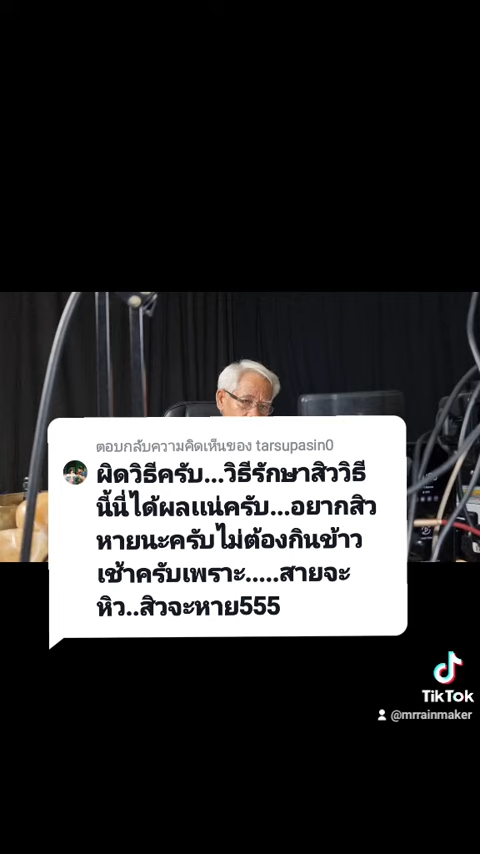 ตอบกลับความคิดเห็นของ tarsupasin0
ผิดวิธีครับ...วิธีรักษาสิววิธี
นี้นี่ได้ผลแน่ครับ...อยากสิว
หายนะครับไม่ต้องกินข้าว
เช้าครับเพราะ.....สายจะ
หิว..สิวจะหาย555
TikTok
@mrrainmaker